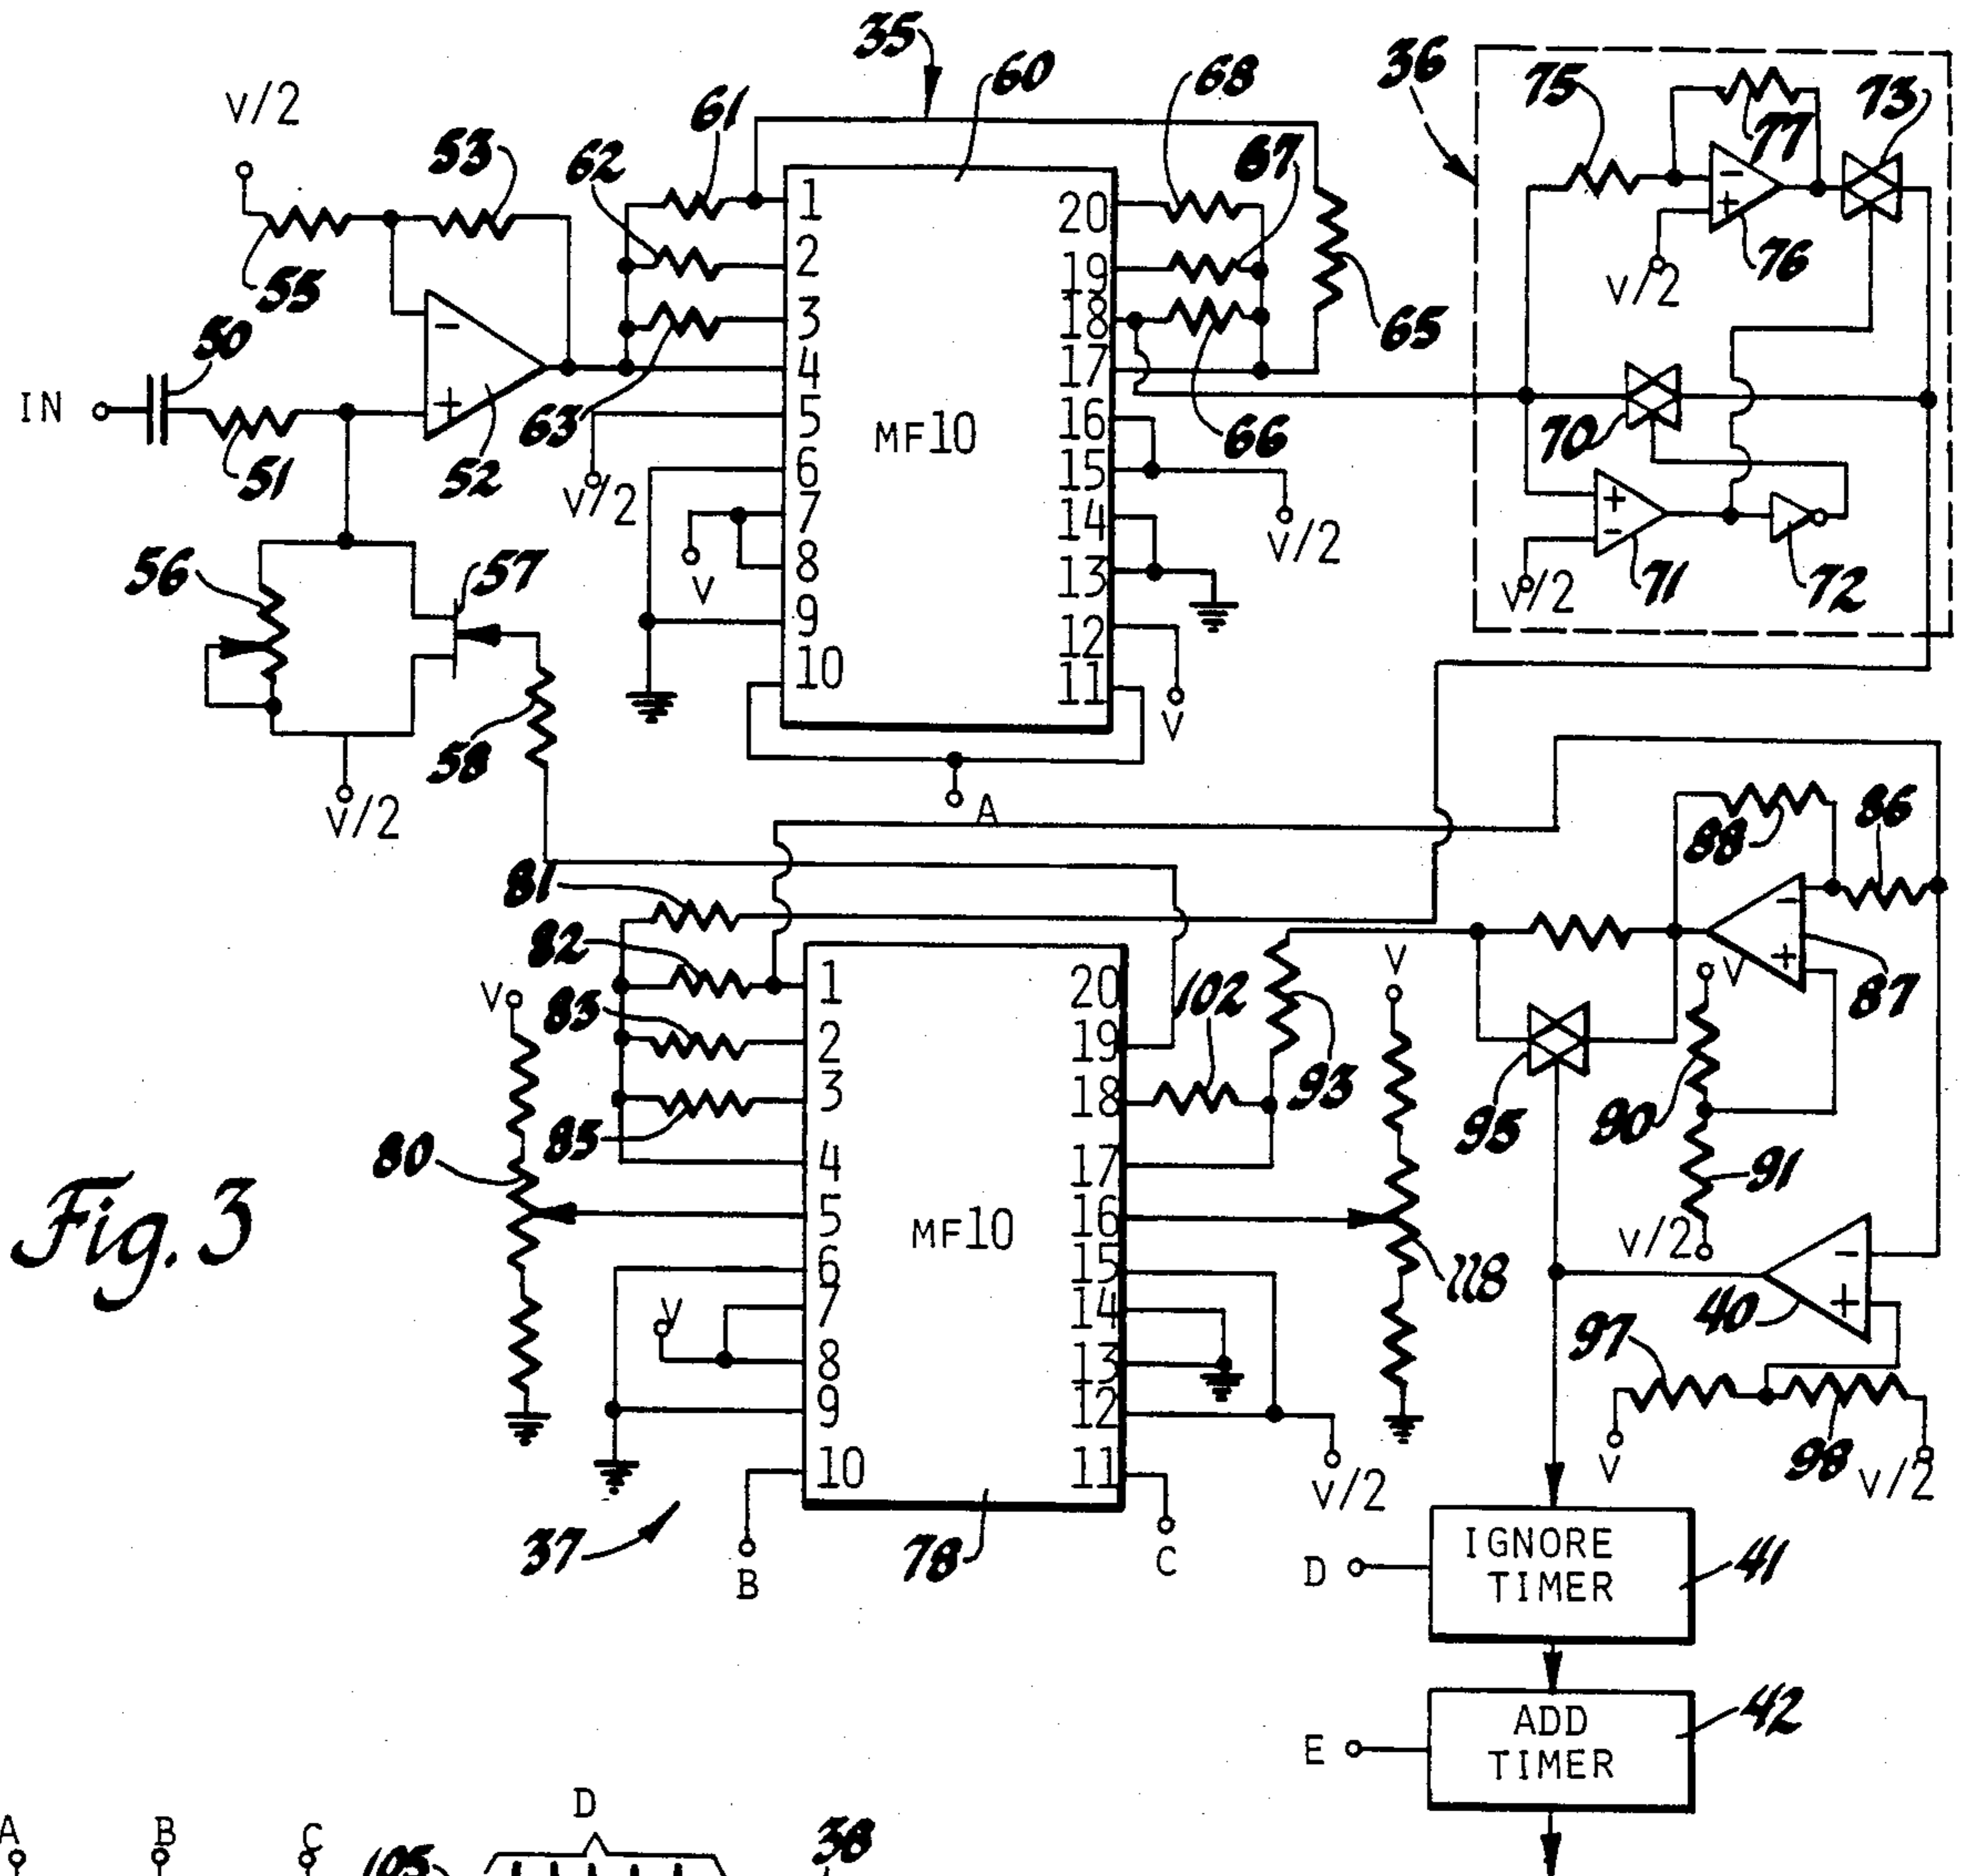 35
36
v/2
53
61
62
60
68
67
75
77
73
55
50
IN
51
52
63
v/2
1
2
3
4
5
6
7
8
9
10
MF10
20
19
18
17
16
15
14
13
12
11
65
66
v/2
V
V
v/2
76
70
71
72
v/2
56
57
58
v/2
A
81
82
83
85
V
80
Fig. 3
1
2
3
4
5
6
7
8
9
10
MF10
20
19
18
17
16
15
14
13
12
11
V
102
93
V
118
88
86
87
V
95
90
91
v/2
40
97
98
V
v/2
v/2
37
B
78
C
D
IGNORE
TIMER
41
E
ADD
TIMER
42
A
B
C
D
105
38